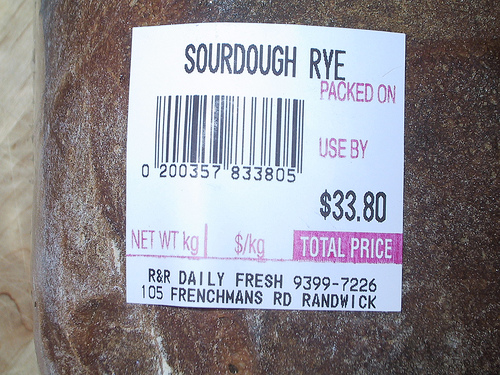 SOURDOUGH RYE
PACKED ON
0 200357 833805
USE BY
$33.80
NET WT kg $/kg TOTAL PRICE
R&R DAILY FRESH 9399-7226
105 FRENCHMANS RD RANDWICK